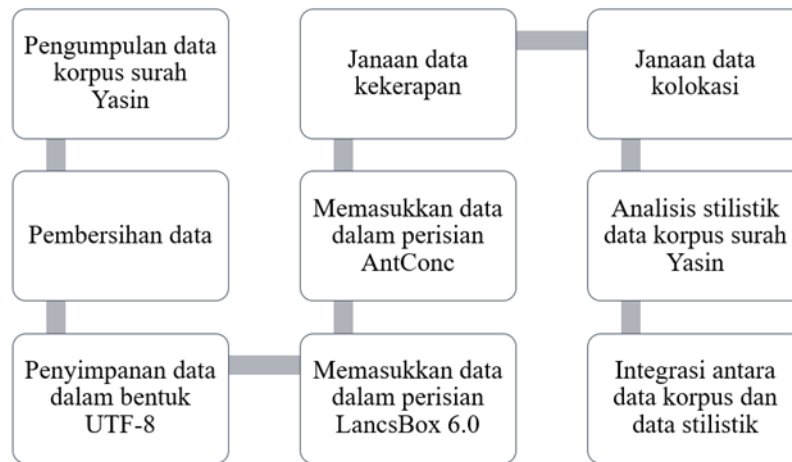 Pengumpulan data
korpus surah
Yasin
Pembersihan data
Penyimpanan data
dalam bentuk
UTF-8
Memasukkan data
dalam perisian
LancsBox 6.0
Memasukkan data
dalam perisian
AntConc
Janaan data
kekerapan
Janaan data
kolokasi
Analisis stilistik
data korpus surah
Yasin
Integrasi antara
data korpus dan
data stilistik